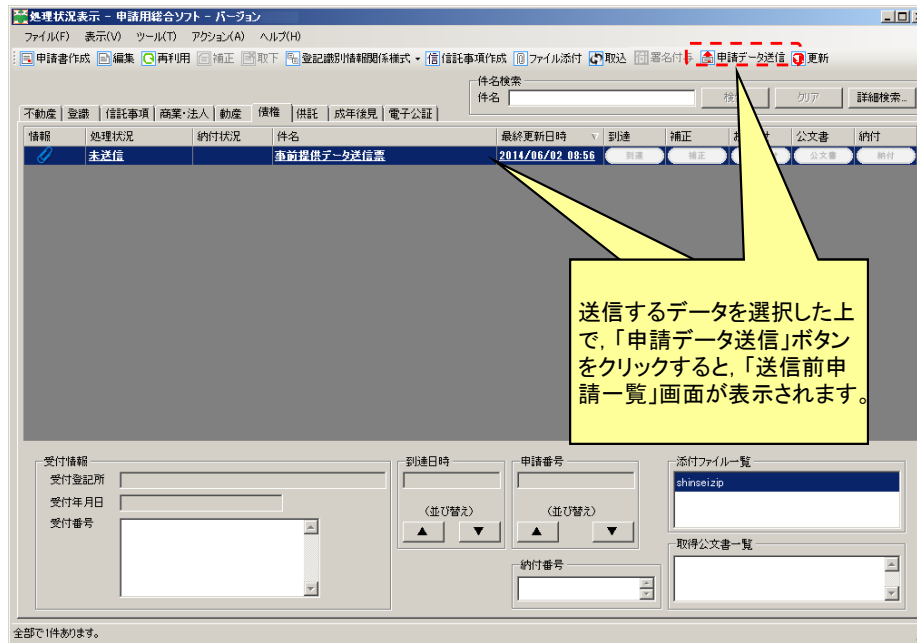 処理状況表示 - 申請用総合ソフト - バージョン
ファイル(F) 表示(V) ツール(T) アクション(A) ヘルプ(H)
申請書作成 編集 再利用 補正 取下 登記識別情報関係様式 信 信託事項作成 ファイル添付 取込 署名付与 申請データ送信 更新
件名検索
件名 クリア 詳細検索...
不動産 登識 信託事項 商業・法人 動産 債権 供託 成年後見 電子公証
情報 処理状況 納付状況 件名 最終更新日時 到達 補正 公文書 納付
未送信 事前提供データ送信票 2014/06/02 08:56 到達 補正 公文書 納付
送信するデータを選択した上
で,「申請データ送信」ボタン
をクリックすると,「送信前申
請一覧」画面が表示されます。
受付情報 到達日時 申請番号 添付ファイル一覧
受付登記所 shinseizip
受付年月日
受付番号 (並び替え) (並び替え)
▲ ▼ ▲ ▼
取得公文書一覧
納付番号
全部で1件あります。